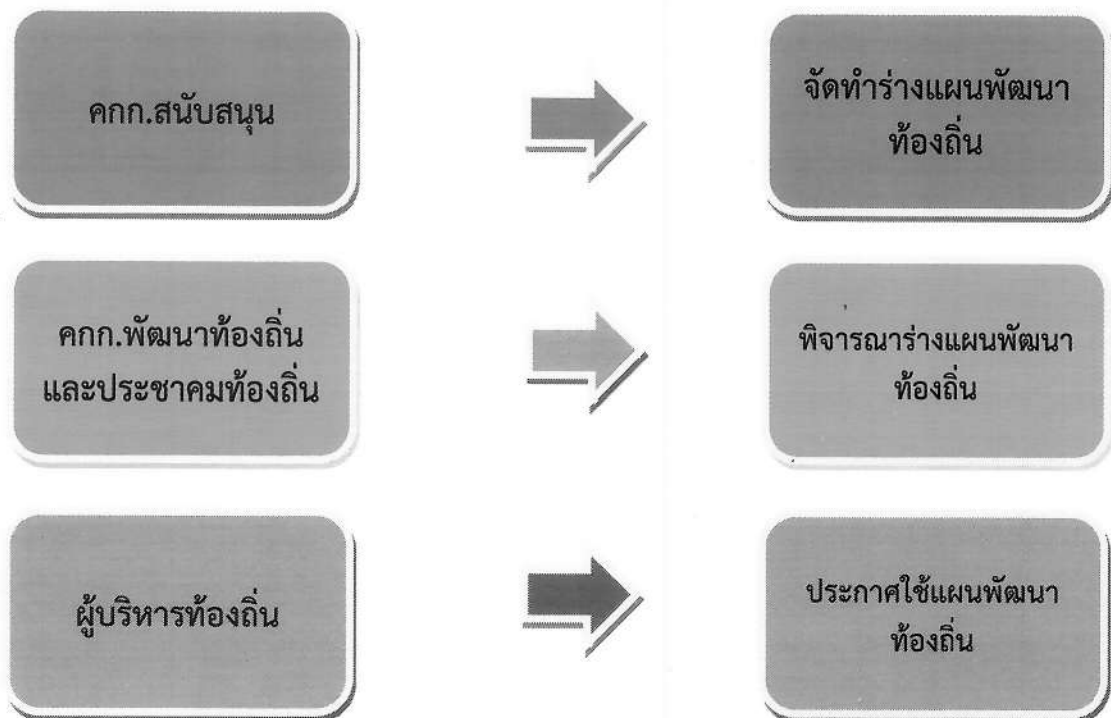 คกก.สนับสนุน
จัดทำร่างแผนพัฒนา
ท้องถิ่น
คกก.พัฒนาท้องถิ่น
และประชาคมท้องถิ่น
พิจารณาร่างแผนพัฒนา
ท้องถิ่น
ผู้บริหารท้องถิ่น
ประกาศใช้แผนพัฒนา
ท้องถิ่น